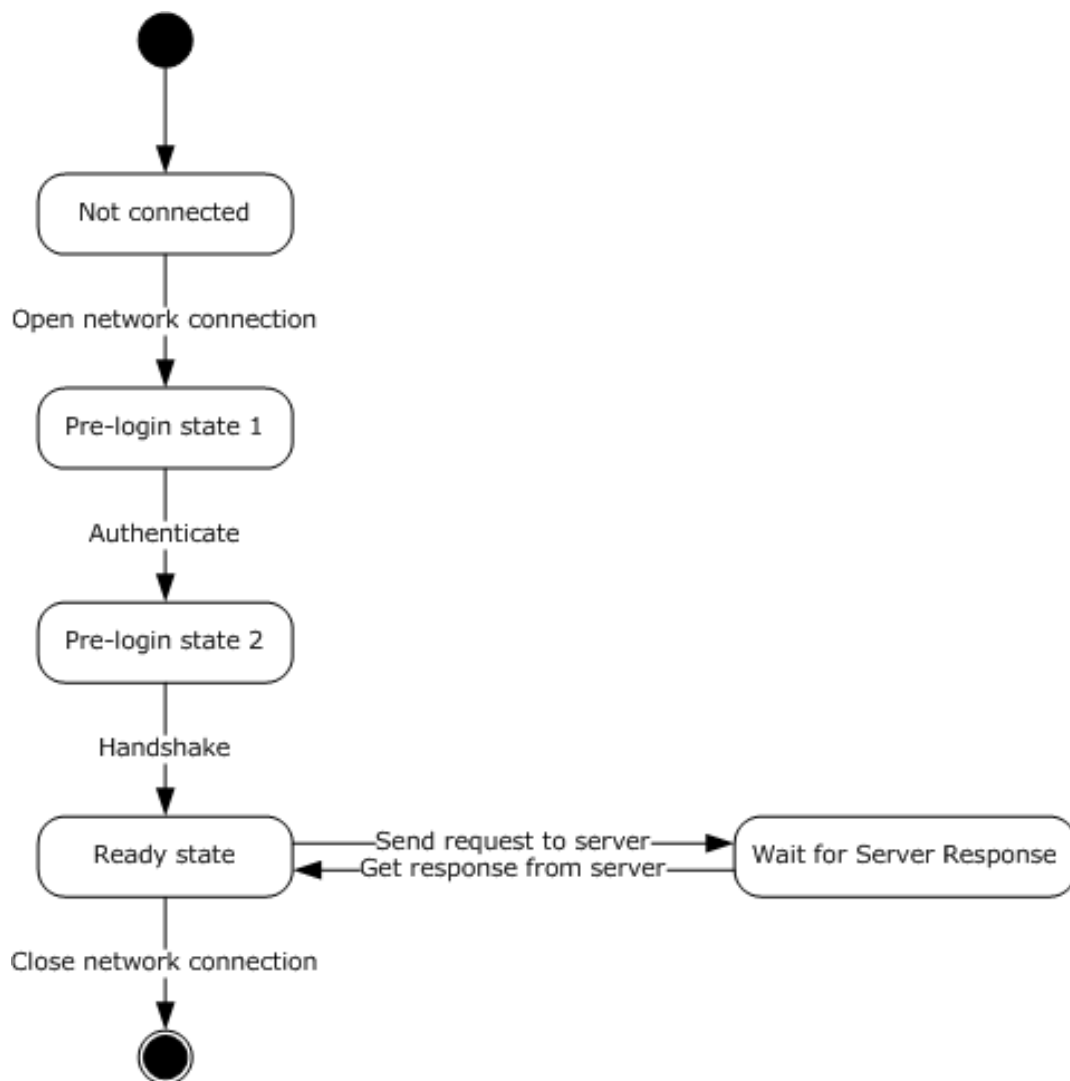 Not connected
Open network connection
Pre-login state 1
Authenticate
Pre-login state 2
Handshake
Ready state
Send request to server
Get response from server
Wait for Server Response
Close network connection